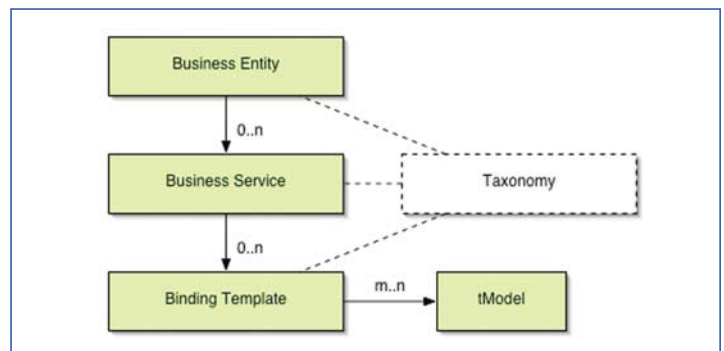 Business Entity
0..n
Business Service
Taxonomy
0..n
Binding Template
m..n
tModel